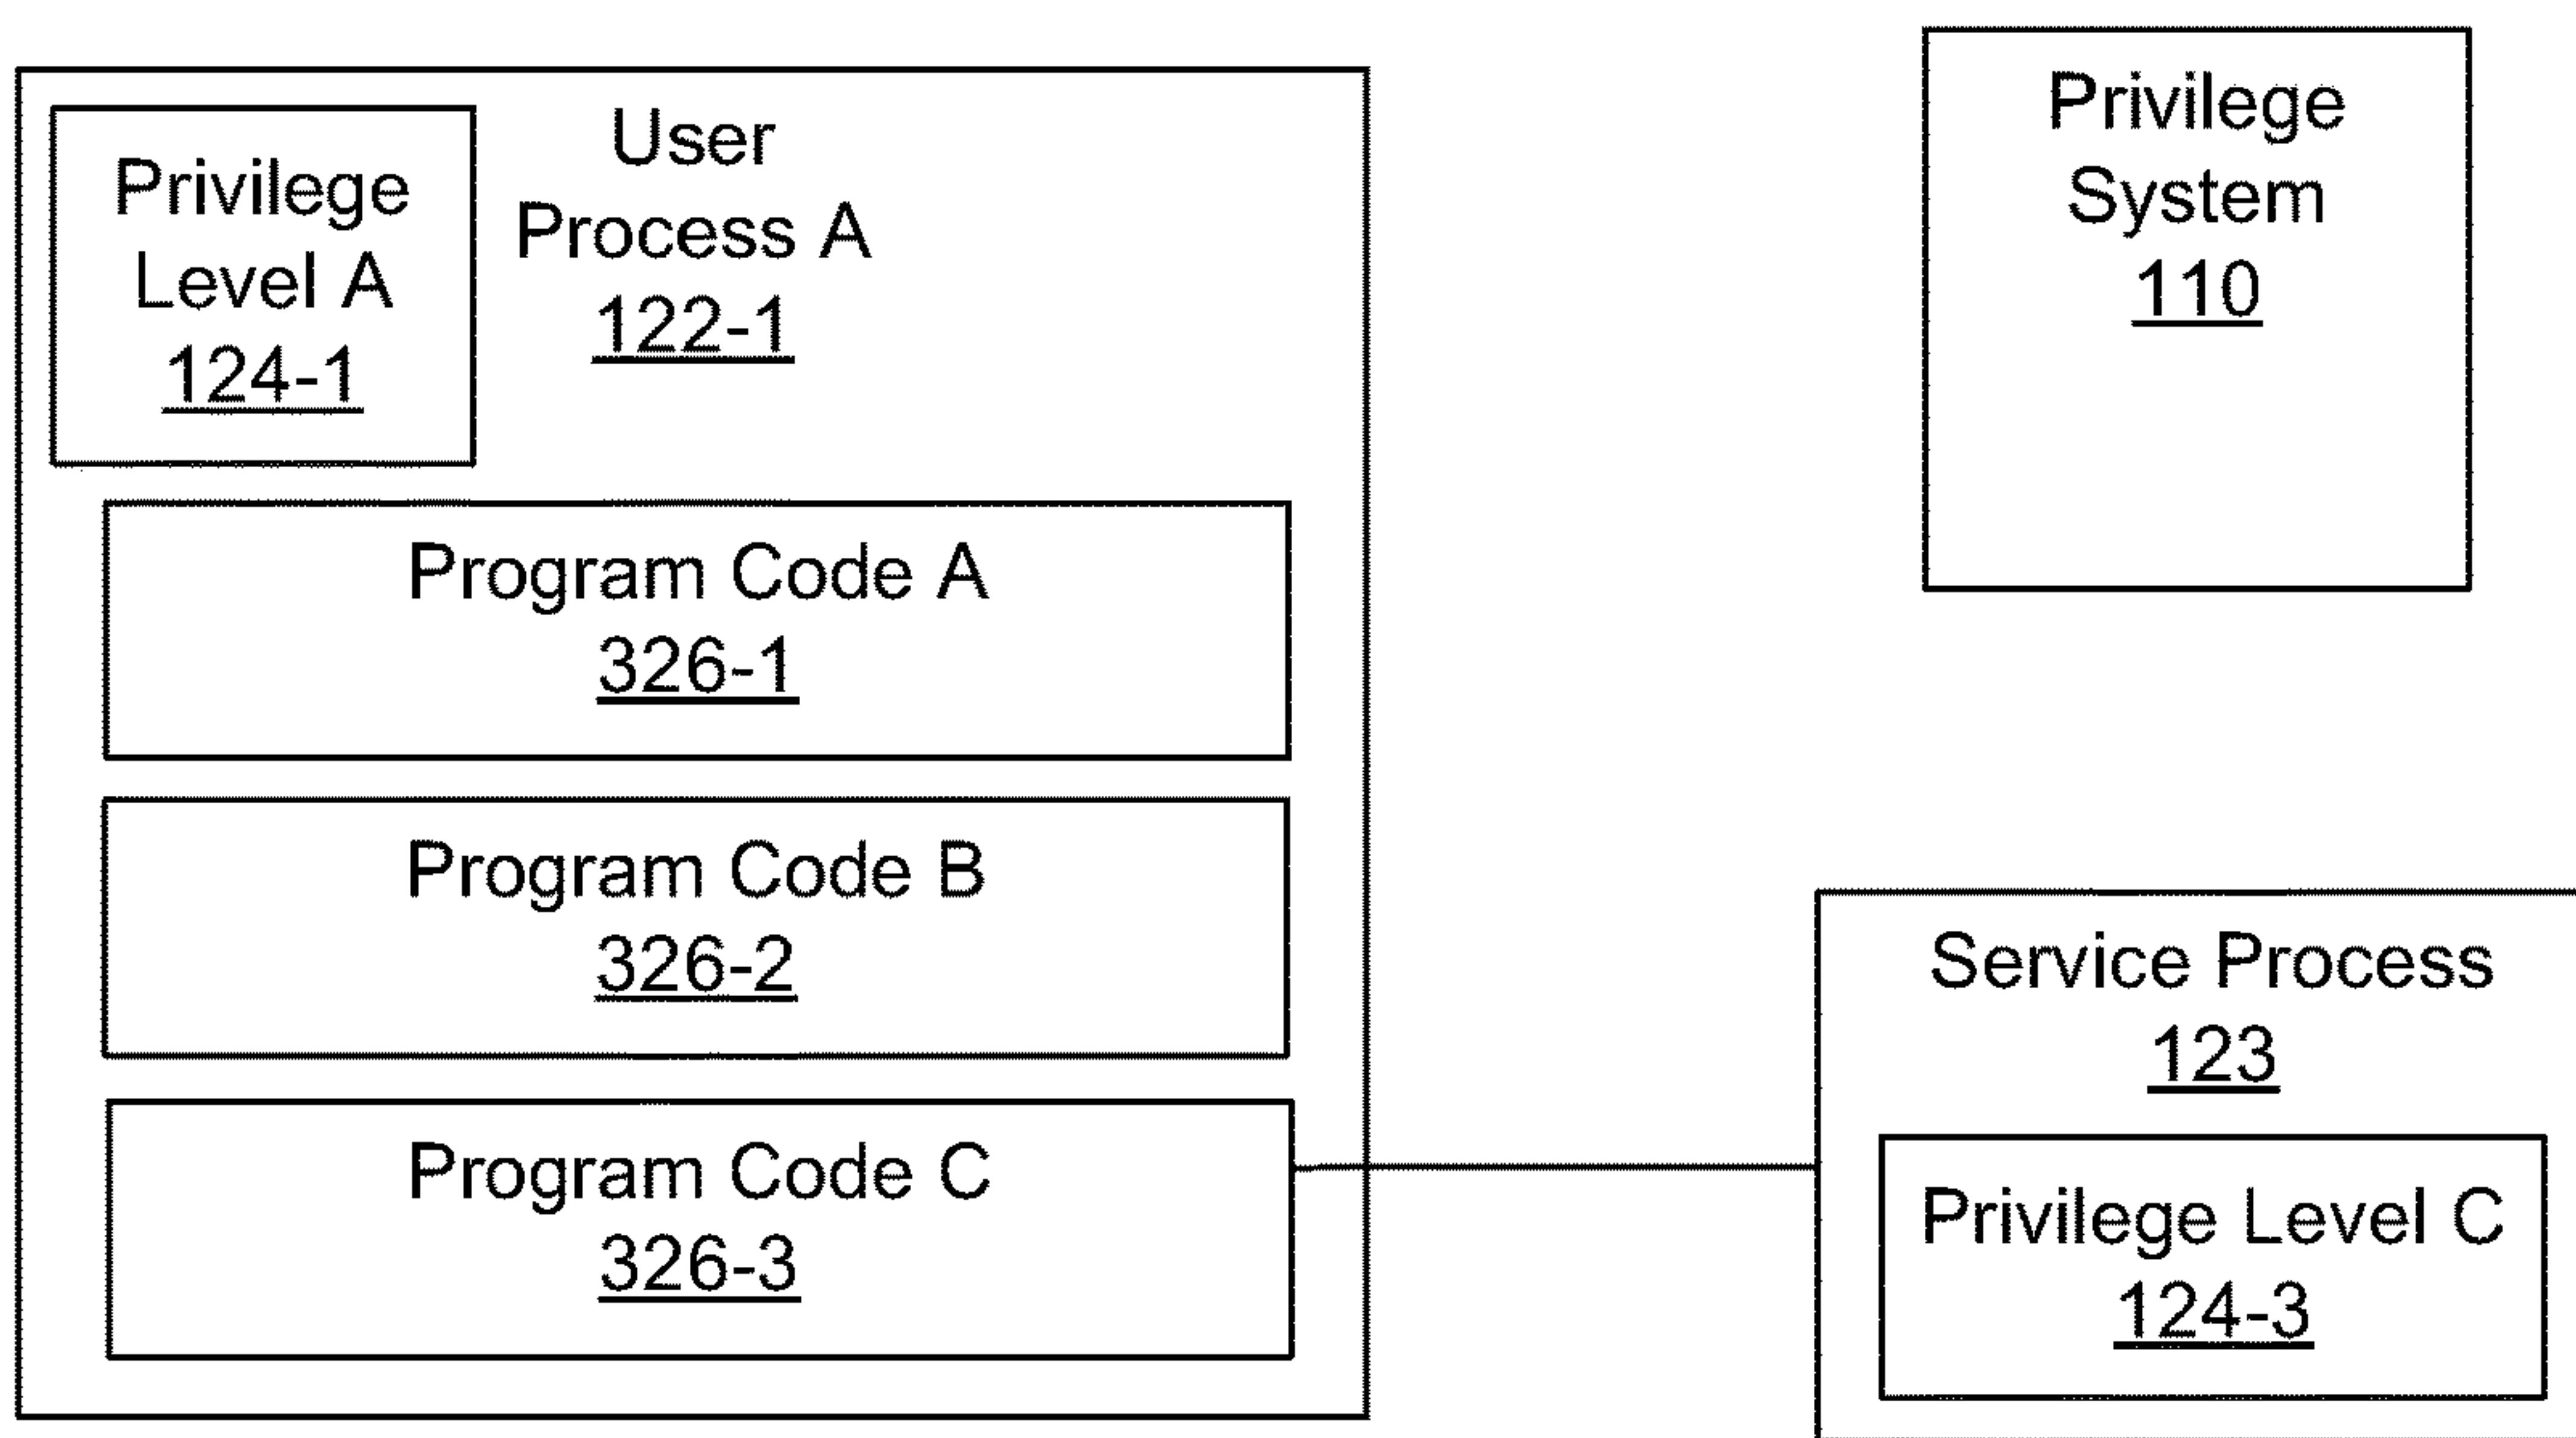 Privilege
Level A
124-1
User
Process A
122-1
Program Code A
326-1
Program Code B
326-2
Program Code C
326-3
Privilege
System
110
Service Process
123
Privilege Level C
124-3